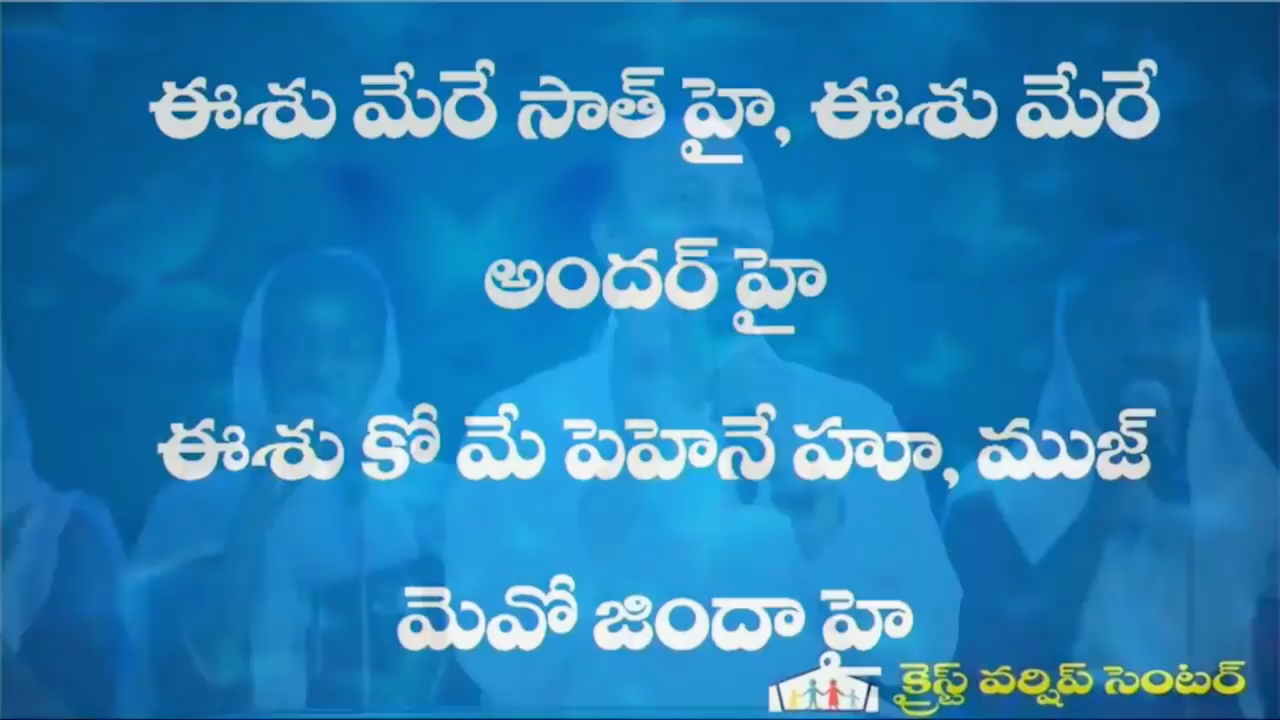 ఈశు మేరే సాత్ హై, ఈశు మేరే
అందర్ హై
ఈశు కో మే పెహెనే హూ, ముజ్
మెవో జిందా హై
క్రైస్ట్ వర్షిప్ సెంటర్